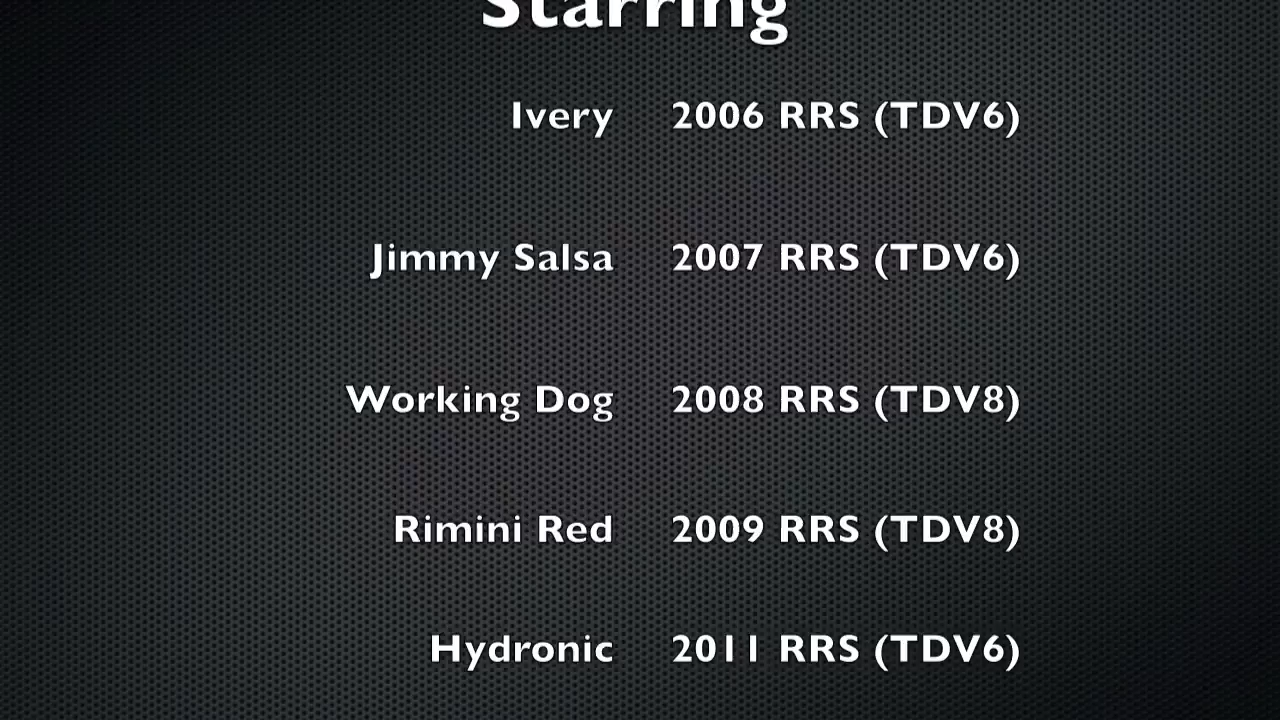 Starring
Ivery 2006 RRS (TDV6)
Jimmy Salsa 2007 RRS (TDV6)
Working Dog 2008 RRS (TDV8)
Rimini Red 2009 RRS (TDV8)
Hydronic 2011 RRS (TDV6)